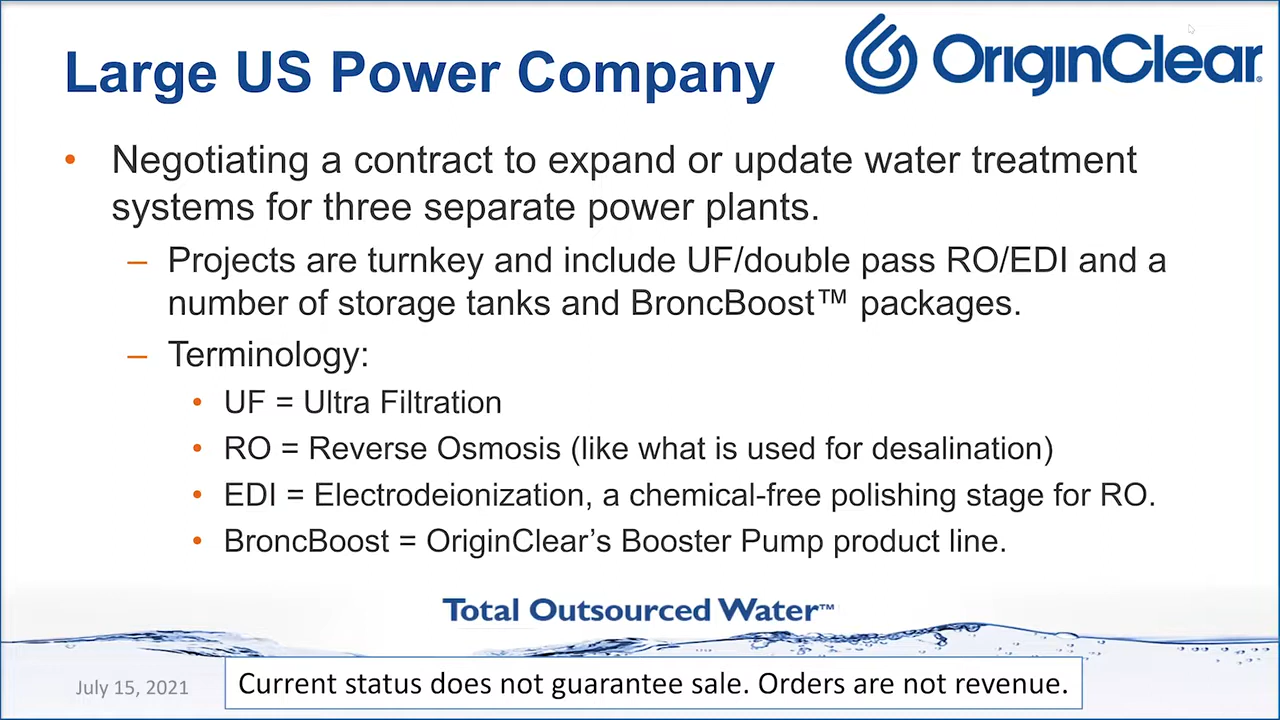 Large US Power Company
OriginClear®
• Negotiating a contract to expand or update water treatment
systems for three separate power plants.
– Projects are turnkey and include UF/double pass RO/EDI and a
number of storage tanks and BroncBoost™ packages.
– Terminology:
• UF = Ultra Filtration
• RO = Reverse Osmosis (like what is used for desalination)
• EDI = Electrodeionization, a chemical-free polishing stage for RO.
• BroncBoost = OriginClear’s Booster Pump product line.
Total Outsourced Water™
July 15, 2021
Current status does not guarantee sale. Orders are not revenue.